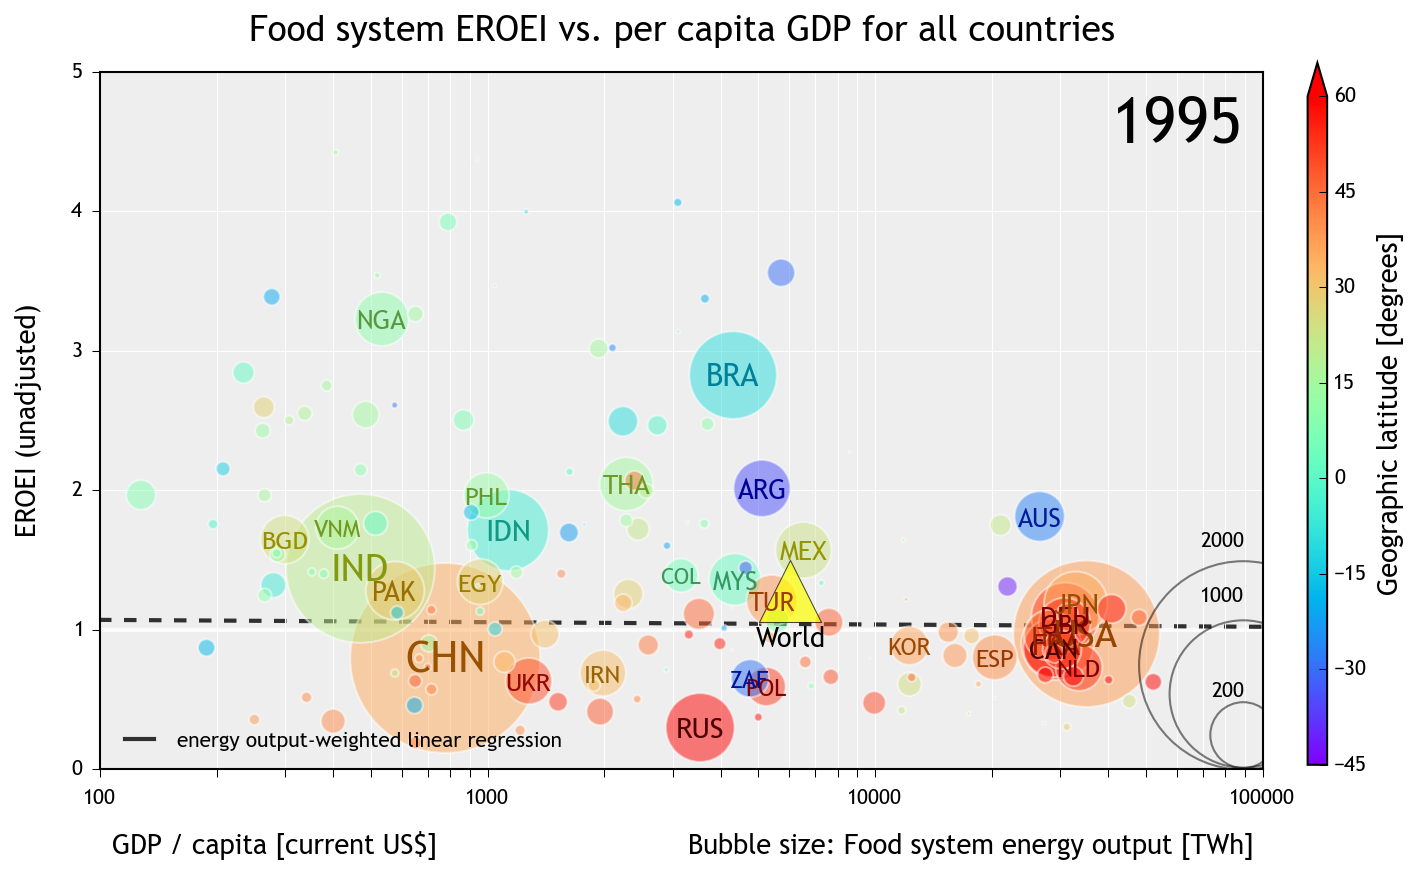 Food system EROEI vs. per capita GDP for all countries
1995
EROEI (unadjusted)
5
4
3
2
1
0
NGA
BRA
THA
PHL
ARG
IDN
AUS
VNM
BGD
MEX
IND
COL
MYS
EGY
PAK
TUR
JPN
World
DEU
GBR
USA
CAN
CHN
KOR
ESP
NLD
IRN
UKR
ZAF
POL
RUS
2000
1000
200
energy output-weighted linear regression
100
1000
10000
100000
GDP / capita [current US$]
Bubble size: Food system energy output [TWh]
60
45
30
15
0
−15
−30
−45
Geographic latitude [degrees]